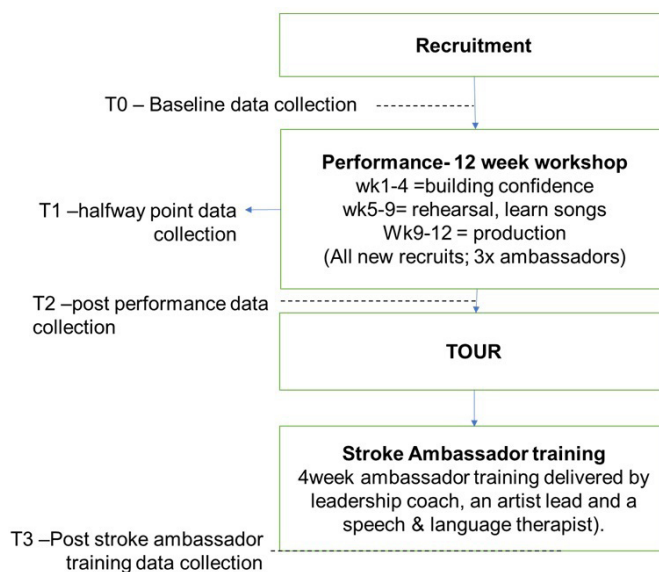 Recruitment
T0 – Baseline data collection
Performance- 12 week workshop
wk1-4 =building confidence
wk5-9= rehearsal, learn songs
Wk9-12 = production
(All new recruits; 3x ambassadors)
T1 –halfway point data
collection
T2 –post performance data
collection
TOUR
Stroke Ambassador training
4week ambassador training delivered by
leadership coach, an artist lead and a
speech & language therapist).
T3 –Post stroke ambassador
training data collection